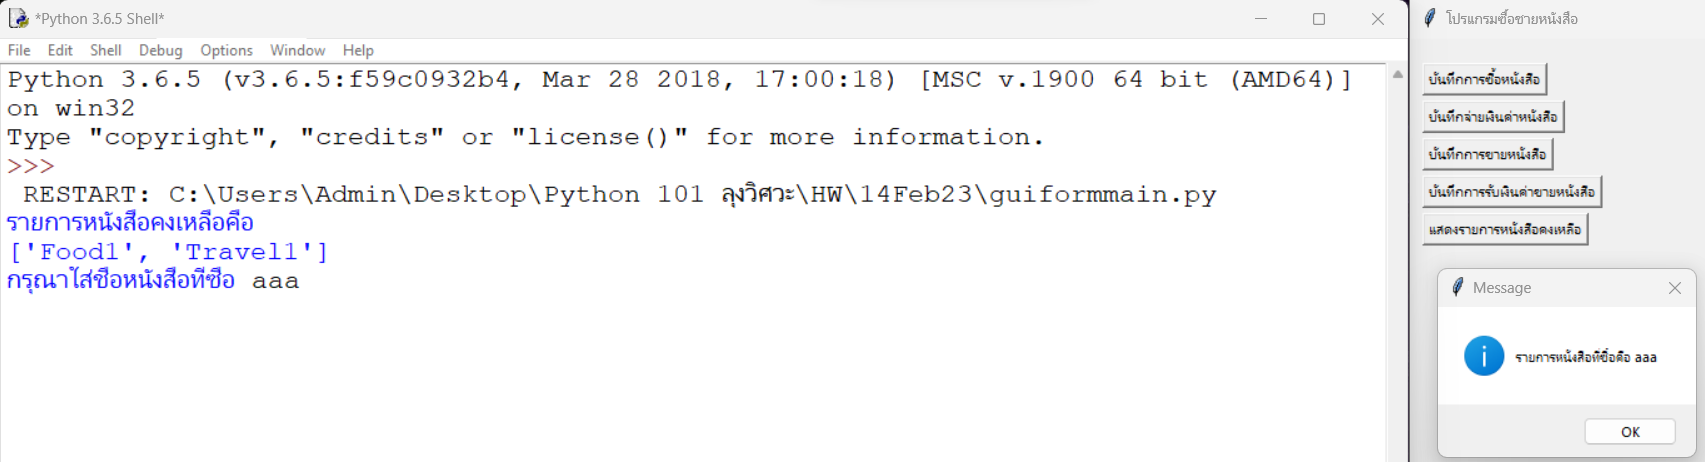 *Python 3.6.5 Shell*
File Edit Shell Debug Options Window Help
Python 3.6.5 (v3.6.5:f59c0932b4, Mar 28 2018, 17:00:18) [MSC v.1900 64 bit (AMD64)]
on win32
Type "copyright", "credits" or "license()" for more information.
>>>
RESTART: C:\Users\Admin\Desktop\Python 101 ลุงวิศวะ\HW\14Feb23\guiformmain.py
รายการหนังสือคงเหลือคือ
['Food1', 'Travel1']
กรุณาใส่ชื่อหนังสือที่ซื้อ aaa
โปรแกรมซื้อขายหนังสือ
บันทึกการซื้อหนังสือ
บันทึกจ่ายเงินค่าหนังสือ
บันทึกการขายหนังสือ
บันทึกการรับเงินค่าขายหนังสือ
แสดงรายการหนังสือคงเหลือ
Message
รายการหนังสือที่ซื้อคือ aaa
OK